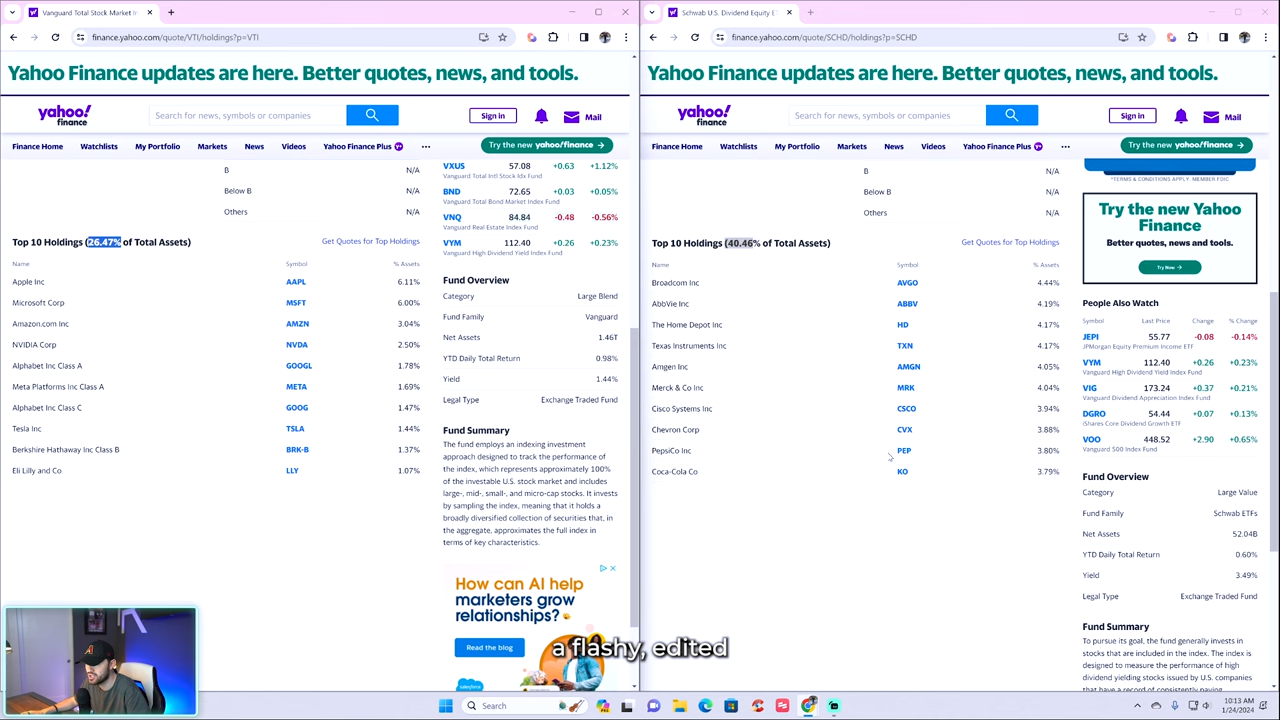 Vanguard Total Stock Market In
finance.yahoo.com/quote/VTI/holdings?p=VTI
Yahoo Finance updates are here. Better quotes, news, and tools.
yahoo!
finance
Search for news, symbols or companies
Sign in
Mail
Finance Home
Watchlists
My Portfolio
Markets
News
Videos
Yahoo Finance Plus
Try the new yahoo!finance
B N/A
Below B N/A
Others N/A
Top 10 Holdings (26.47% of Total Assets)
Get Quotes for Top Holdings
Name Symbol % Assets
Apple Inc AAPL 6.11%
Microsoft Corp MSFT 6.00%
Amazon.com Inc AMZN 3.04%
NVIDIA Corp NVDA 2.50%
Alphabet Inc Class A GOOGL 1.78%
Meta Platforms Inc Class A META 1.69%
Alphabet Inc Class C GOOG 1.47%
Tesla Inc TSLA 1.44%
Berkshire Hathaway Inc Class B BRK-B 1.37%
Eli Lilly and Co LLY 1.07%
VXUS 57.08 +0.63 +1.12%
Vanguard Total Intl Stock Idx Fund
BND 72.65 +0.03 +0.05%
Vanguard Total Bond Market Index Fund
VNQ 84.84 -0.48 -0.56%
Vanguard Real Estate Index Fund
VYM 112.40 +0.26 +0.23%
Vanguard High Dividend Yield Index Fund
Fund Overview
Category Large Blend
Fund Family Vanguard
Net Assets 1.46T
YTD Daily Total Return 0.98%
Yield 1.44%
Legal Type Exchange Traded Fund
Fund Summary
The fund employs an indexing investment
approach designed to track the performance of
the index, which represents approximately 100%
of the investable U.S. stock market and includes
large-, mid-, small-, and micro-cap stocks. It invests
by sampling the index, meaning that it holds a
broadly diversified collection of securities that, in
the aggregate, approximates the full index in
terms of key characteristics.
How can AI help
marketers grow
relationships?
Read the blog
Schwab U.S. Dividend Equity ET
finance.yahoo.com/quote/SCHD/holdings?p=SCHD
Yahoo Finance updates are here. Better quotes, news, and tools.
yahoo!
finance
Search for news, symbols or companies
Sign in
Mail
Finance Home
Watchlists
My Portfolio
Markets
News
Videos
Yahoo Finance Plus
Try the new yahoo!finance
B N/A
Below B N/A
Others N/A
Top 10 Holdings (40.46% of Total Assets)
Get Quotes for Top Holdings
Name Symbol % Assets
Broadcom Inc AVGO 4.44%
AbbVie Inc ABBV 4.19%
The Home Depot Inc HD 4.17%
Texas Instruments Inc TXN 4.17%
Amgen Inc AMGN 4.05%
Merck & Co Inc MRK 4.04%
Cisco Systems Inc CSCO 3.94%
Chevron Corp CVX 3.88%
PepsiCo Inc PEP 3.80%
Coca-Cola Co KO 3.79%
*TERMS & CONDITIONS APPLY. MEMBER FDIC
Try the new Yahoo
Finance
Better quotes, news and tools.
Try Now
People Also Watch
Symbol Last Price Change % Change
JEPI 55.77 -0.08 -0.14%
JPMorgan Equity Premium Income ETF
VYM 112.40 +0.26 +0.23%
Vanguard High Dividend Yield Index Fund
VIG 173.24 +0.37 +0.21%
Vanguard Dividend Appreciation Index Fund
DGRO 54.44 +0.07 +0.13%
iShares Core Dividend Growth ETF
VOO 448.52 +2.90 +0.65%
Vanguard 500 Index Fund
Fund Overview
Category Large Value
Fund Family Schwab ETFs
Net Assets 52.04B
YTD Daily Total Return 0.60%
Yield 3.49%
Legal Type Exchange Traded Fund
Fund Summary
To pursue its goal, the fund generally invests in
stocks that are included in the index. The index is
designed to measure the performance of high
dividend yielding stocks issued by U.S. companies
that have a record of consistently paying
a flashy, edited
Search
10:13 AM
1/24/2024